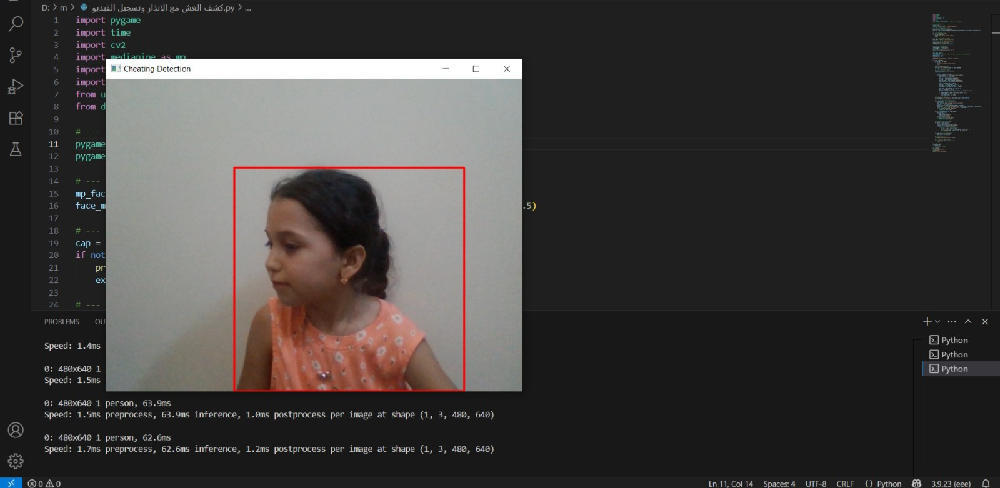 D: > m > كشف الغش مع الانذار وتسجيل الفيديو.py > ...
1 import pygame
2 import time
3 import cv2
4 import mediapipe as mp
5 import
6 import
7 from u
8 from d
9
10 # ---
11 pygame
12 pygame
13
14 # ---
15 mp_fac
16 face_m .5)
17
18 # ---
19 cap =
20 if not
21 pr
22 ex
23
24 # ---
Cheating Detection
PROBLEMS OU
Speed: 1.4ms
0: 480x640 1
Speed: 1.5ms
0: 480x640 1 person, 63.9ms
Speed: 1.5ms preprocess, 63.9ms inference, 1.0ms postprocess per image at shape (1, 3, 480, 640)
0: 480x640 1 person, 62.6ms
Speed: 1.7ms preprocess, 62.6ms inference, 1.2ms postprocess per image at shape (1, 3, 480, 640)
Python
Python
Python
0 0 Ln 11, Col 14 Spaces: 4 UTF-8 CRLF {} Python 3.9.23 (eee)